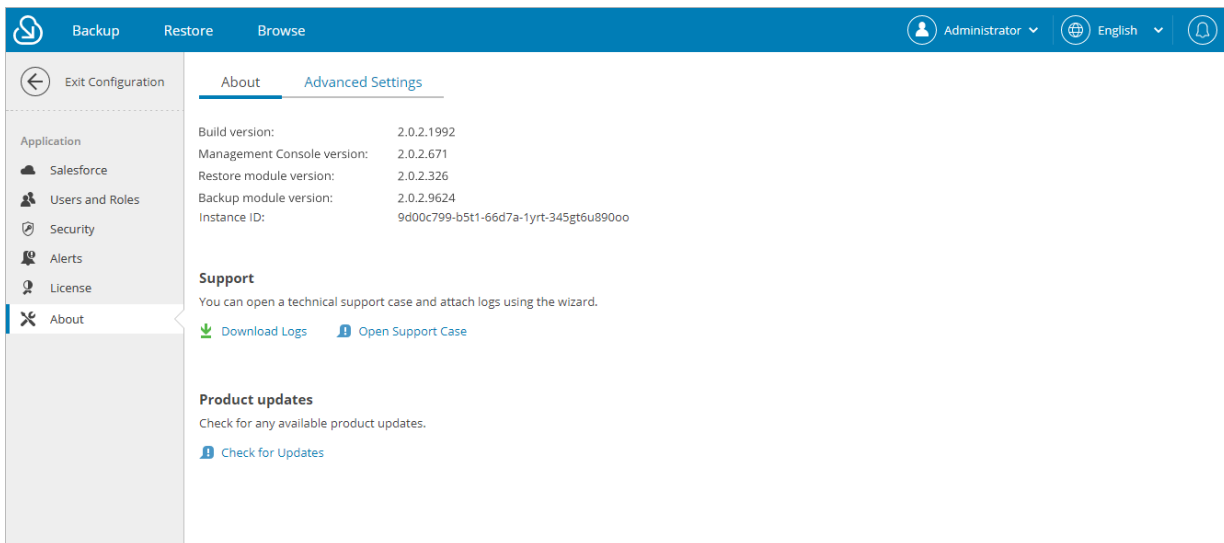 Backup Restore Browse Administrator English
Exit Configuration
About Advanced Settings
Application
Salesforce
Users and Roles
Security
Alerts
License
About
Build version: 2.0.2.1992
Management Console version: 2.0.2.671
Restore module version: 2.0.2.326
Backup module version: 2.0.2.9624
Instance ID: 9d00c799-b5t1-66d7a-1yrt-345gt6u890oo
Support
You can open a technical support case and attach logs using the wizard.
Download Logs Open Support Case
Product updates
Check for any available product updates.
Check for Updates